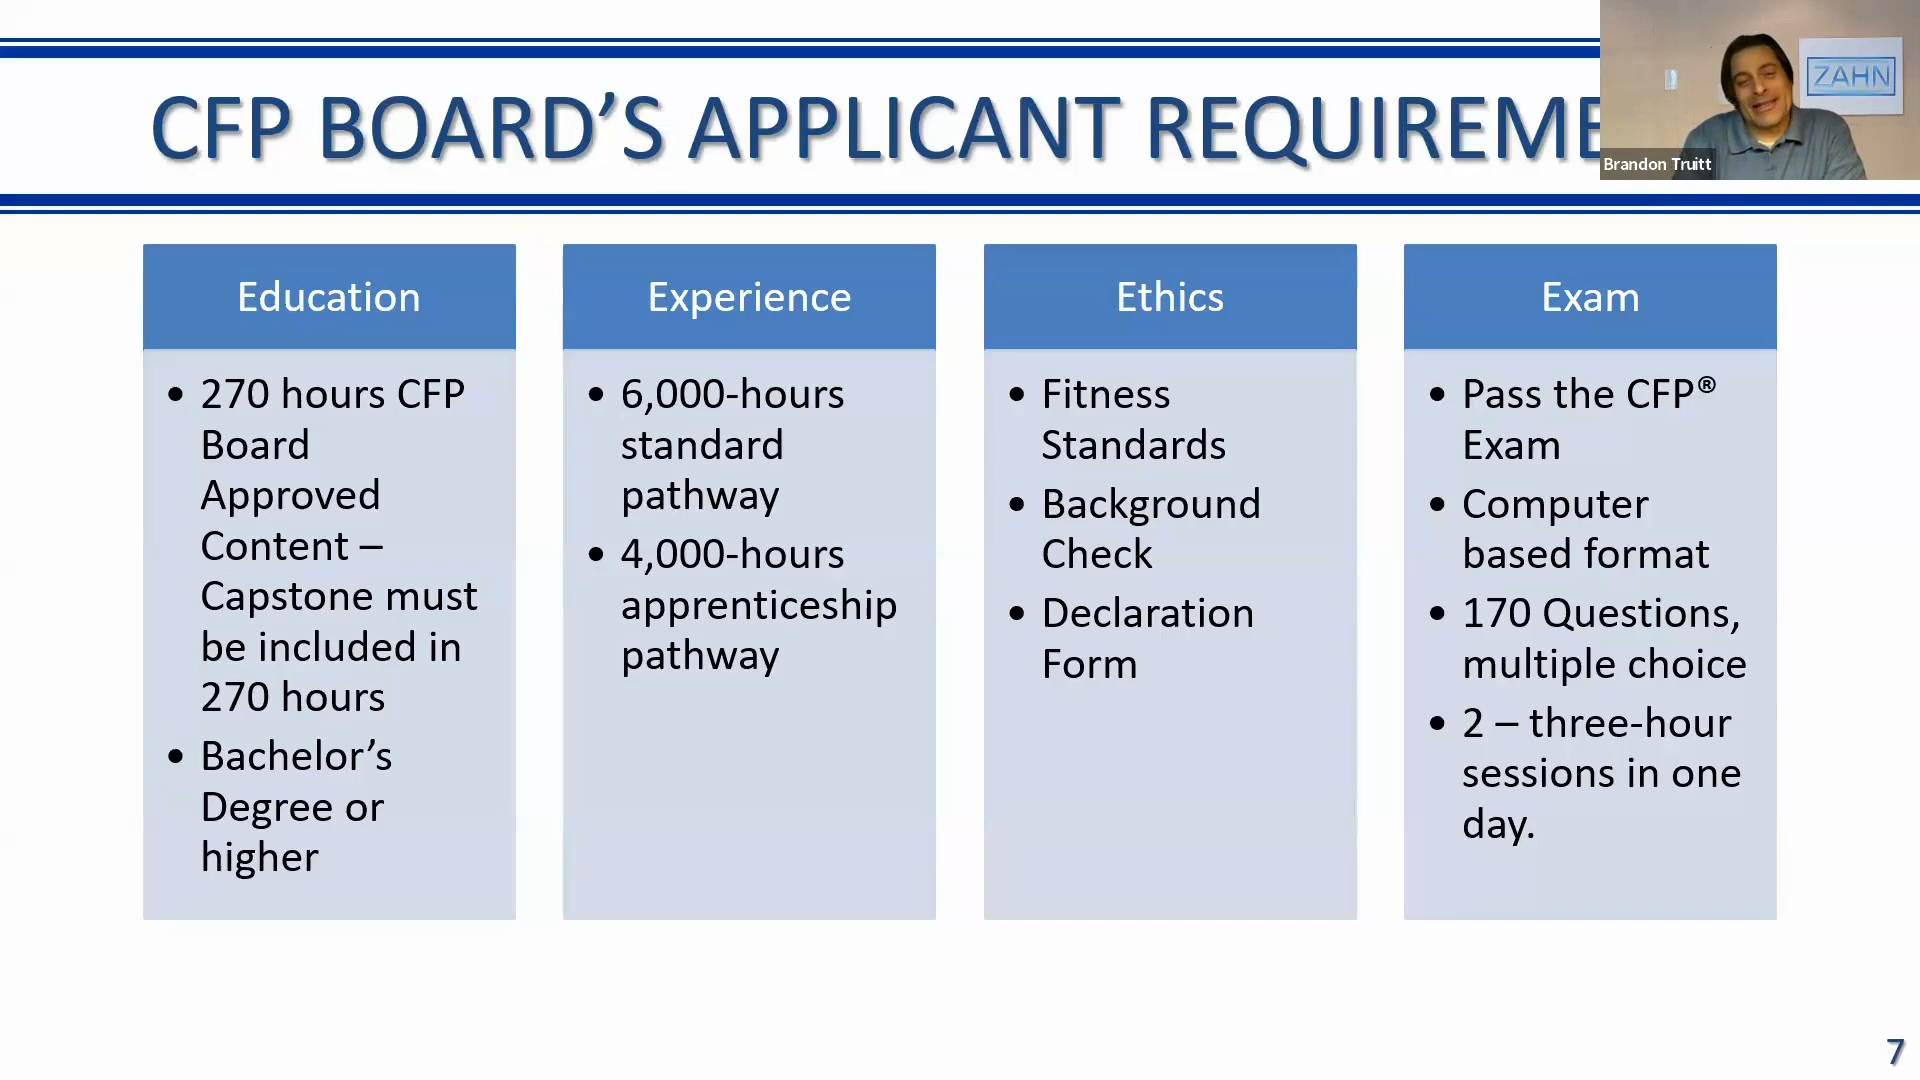 CFP BOARD’S APPLICANT REQUIREME
ZAHN
Brandon Truitt
Education
• 270 hours CFP
Board
Approved
Content –
Capstone must
be included in
270 hours
• Bachelor’s
Degree or
higher
Experience
• 6,000-hours
standard
pathway
• 4,000-hours
apprenticeship
pathway
Ethics
• Fitness
Standards
• Background
Check
• Declaration
Form
Exam
• Pass the CFP®
Exam
• Computer
based format
• 170 Questions,
multiple choice
• 2 – three-hour
sessions in one
day.
7